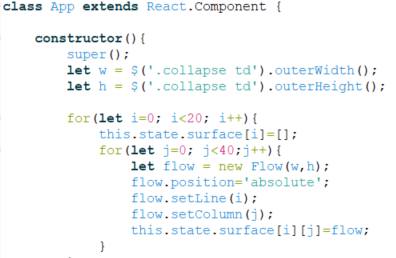 class App extends React.Component {
constructor(){
super();
let w = $('.collapse td').outerWidth();
let h = $('.collapse td').outerHeight();
for(let i=0; i<20; i++){
this.state.surface[i]=[];
for(let j=0; j<40;j++){
let flow = new Flow(w,h);
flow.position='absolute';
flow.setLine(i);
flow.setColumn(j);
this.state.surface[i][j]=flow;
}